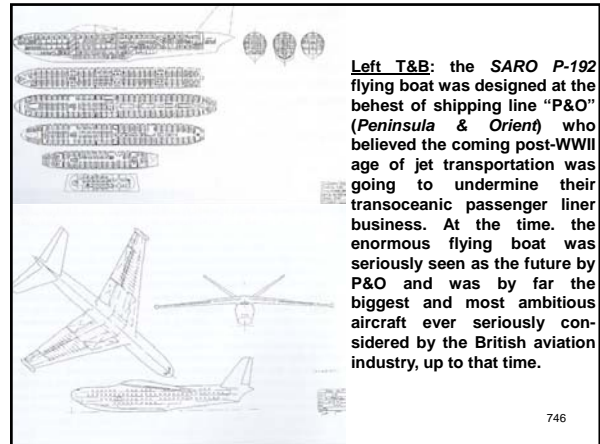 Left T&B: the SARO P-192
flying boat was designed at the
behest of shipping line “P&O”
(Peninsula & Orient) who
believed the coming post-WWII
age of jet transportation was
going to undermine their
transoceanic passenger liner
business. At the time. the
enormous flying boat was
seriously seen as the future by
P&O and was by far the
biggest and most ambitious
aircraft ever seriously con-
sidered by the British aviation
industry, up to that time.
746